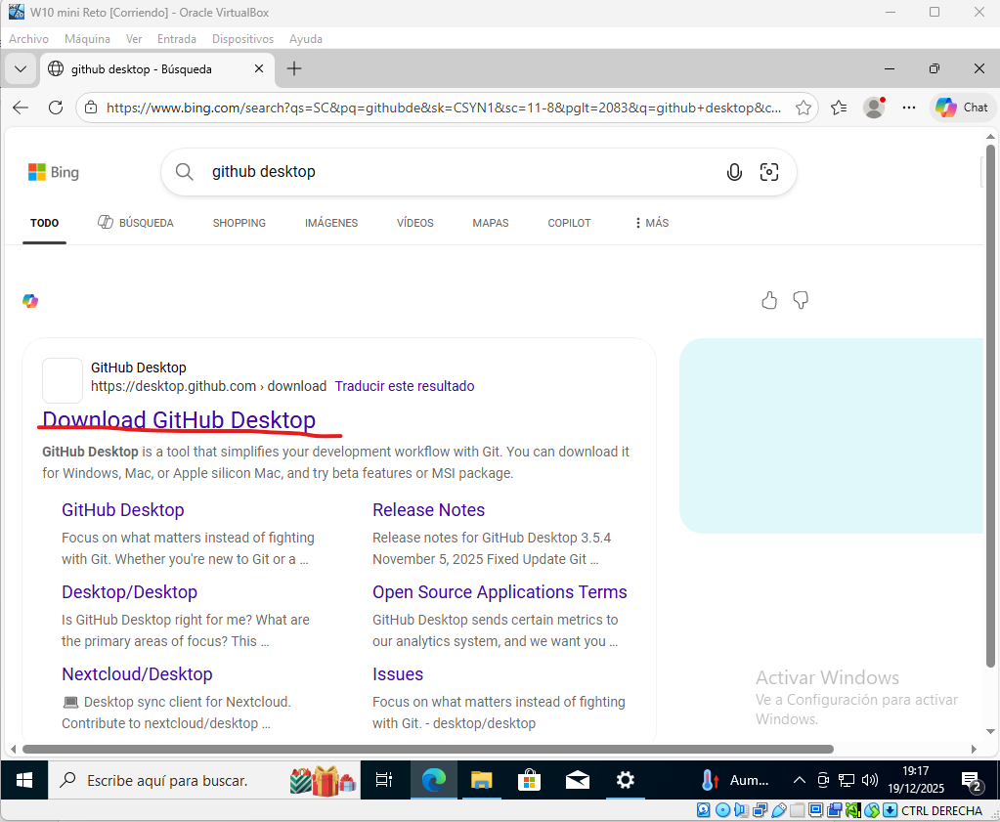 W10 mini Reto [Corriendo] - Oracle VirtualBox
Archivo Máquina Ver Entrada Dispositivos Ayuda
github desktop - Búsqueda
https://www.bing.com/search?qs=SC&pq=githubde&sk=CSYN1&sc=11-8&pglt=2083&q=github+desktop&c...
Chat
Bing
github desktop
TODO BÚSQUEDA SHOPPING IMÁGENES VÍDEOS MAPAS COPILOT MÁS
GitHub Desktop
https://desktop.github.com › download Traducir este resultado
Download GitHub Desktop
GitHub Desktop is a tool that simplifies your development workflow with Git. You can download it
for Windows, Mac, or Apple silicon Mac, and try beta features or MSI package.
GitHub Desktop
Focus on what matters instead of fighting
with Git. Whether you're new to Git or a ...
Release Notes
Release notes for GitHub Desktop 3.5.4
November 5, 2025 Fixed Update Git ...
Desktop/Desktop
Is GitHub Desktop right for me? What are
the primary areas of focus? This ...
Open Source Applications Terms
GitHub Desktop sends certain metrics to
our analytics system, and we want you ...
Nextcloud/Desktop
Desktop sync client for Nextcloud.
Contribute to nextcloud/desktop ...
Issues
Focus on what matters instead of fighting
with Git. - desktop/desktop
Activar Windows
Ve a Configuración para activar
Windows.
Escribe aquí para buscar.
Aum...
19:17
19/12/2025
2
CTRL DERECHA